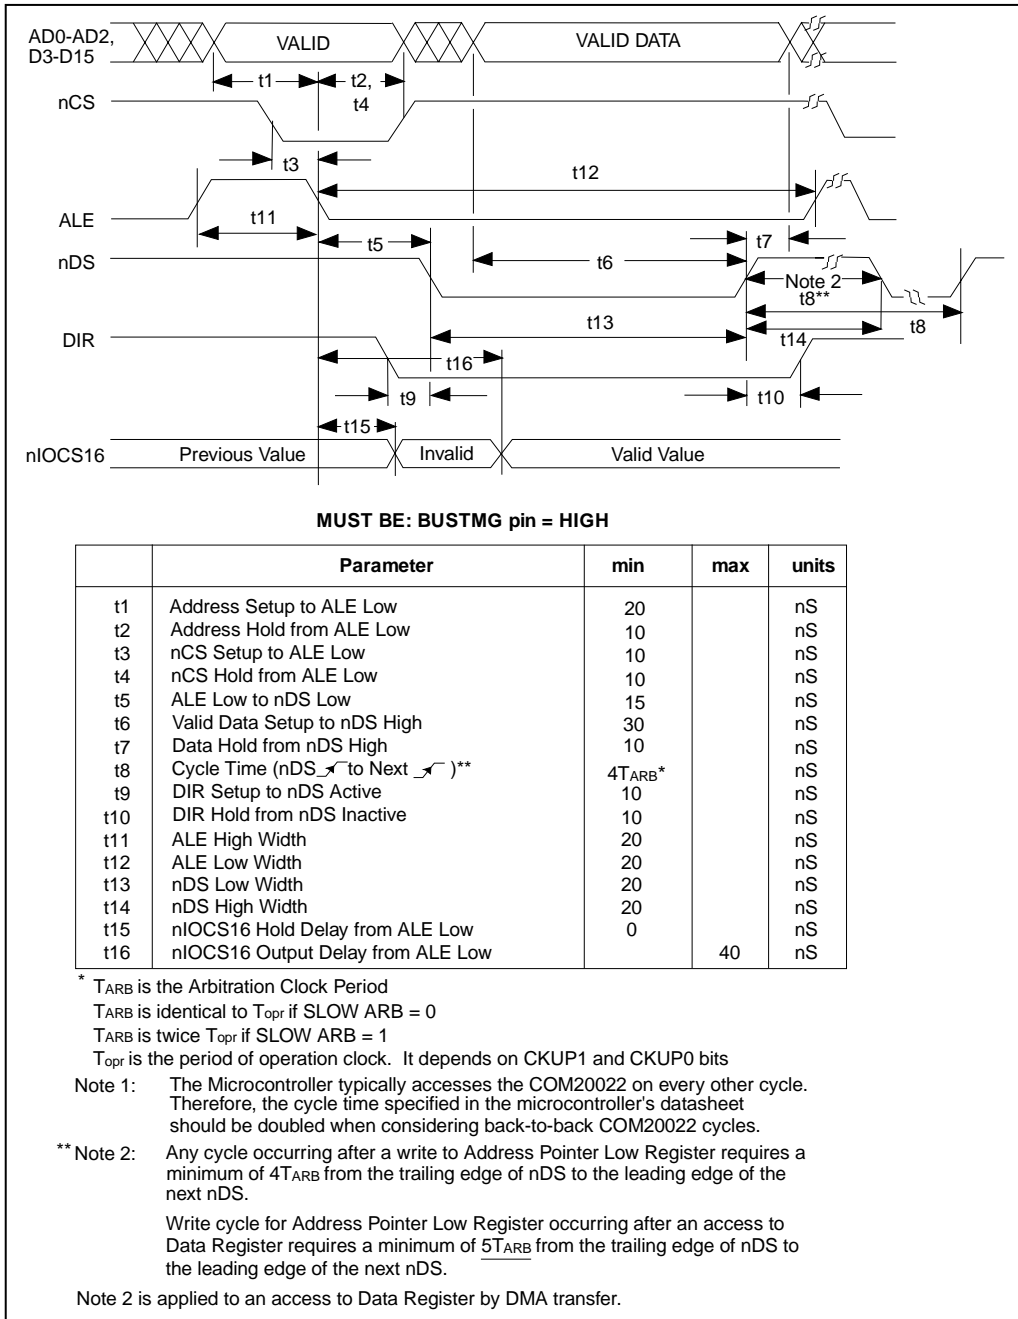 AD0-AD2,
D3-D15
VALID
VALID DATA
t1
t2,
t4
nCS
t3
t12
ALE
t11
t5
t7
nDS
t6
Note 2
t8**
t13
t8
DIR
t14
t16
t9
t10
t15
nIOCS16
Previous Value
Invalid
Valid Value
MUST BE: BUSTMG pin = HIGH
Parameter min max units
t1 Address Setup to ALE Low 20 nS
t2 Address Hold from ALE Low 10 nS
t3 nCS Setup to ALE Low 10 nS
t4 nCS Hold from ALE Low 10 nS
t5 ALE Low to nDS Low 15 nS
t6 Valid Data Setup to nDS High 30 nS
t7 Data Hold from nDS High 10 nS
t8 Cycle Time (nDS to Next )** 4TARB* nS
t9 DIR Setup to nDS Active 10 nS
t10 DIR Hold from nDS Inactive 10 nS
t11 ALE High Width 20 nS
t12 ALE Low Width 20 nS
t13 nDS Low Width 20 nS
t14 nDS High Width 20 nS
t15 nIOCS16 Hold Delay from ALE Low 0 nS
t16 nIOCS16 Output Delay from ALE Low 40 nS
* TARB is the Arbitration Clock Period
TARB is identical to Topr if SLOW ARB = 0
TARB is twice Topr if SLOW ARB = 1
Topr is the period of operation clock. It depends on CKUP1 and CKUP0 bits
Note 1: The Microcontroller typically accesses the COM20022 on every other cycle.
Therefore, the cycle time specified in the microcontroller's datasheet
should be doubled when considering back-to-back COM20022 cycles.
** Note 2: Any cycle occurring after a write to Address Pointer Low Register requires a
minimum of 4TARB from the trailing edge of nDS to the leading edge of the
next nDS.
Write cycle for Address Pointer Low Register occurring after an access to
Data Register requires a minimum of 5TARB from the trailing edge of nDS to
the leading edge of the next nDS.
Note 2 is applied to an access to Data Register by DMA transfer.